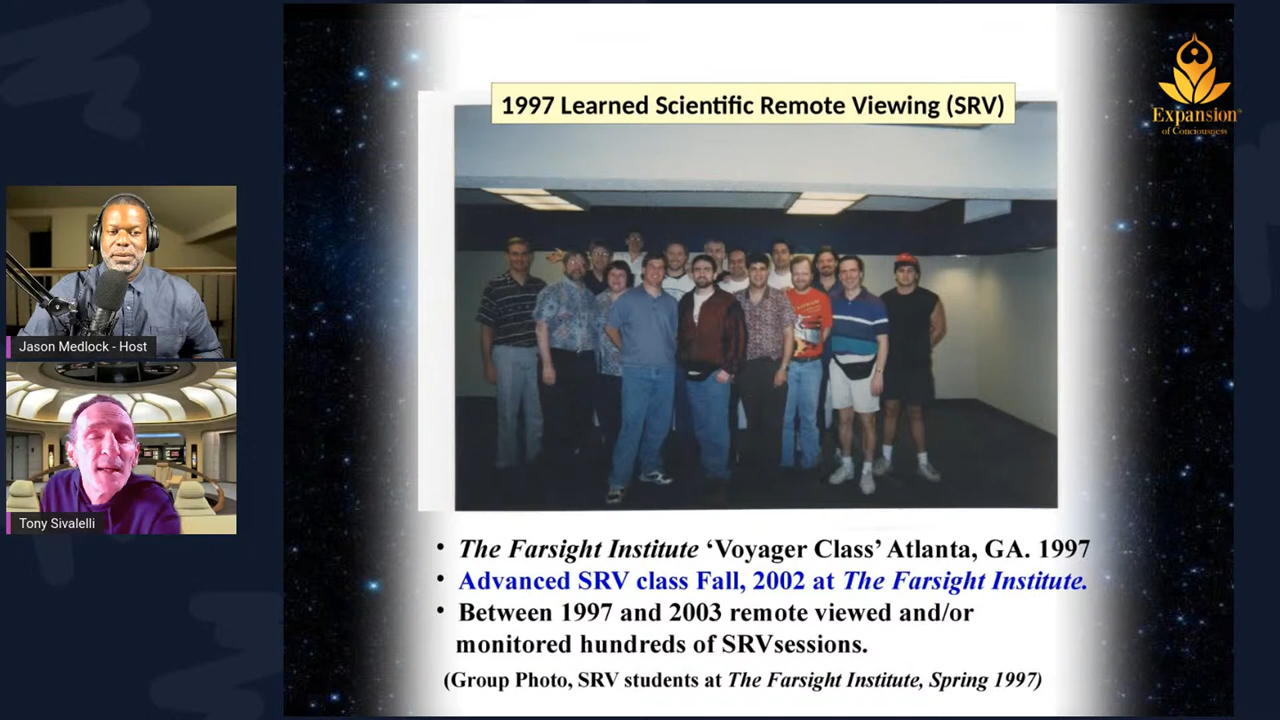 1997 Learned Scientific Remote Viewing (SRV)
Expansion
of Conciousness
Jason Medlock - Host
Tony Sivalelli
• The Farsight Institute ‘Voyager Class’ Atlanta, GA. 1997
• Advanced SRV class Fall, 2002 at The Farsight Institute.
• Between 1997 and 2003 remote viewed and/or
monitored hundreds of SRVsessions.
(Group Photo, SRV students at The Farsight Institute, Spring 1997)